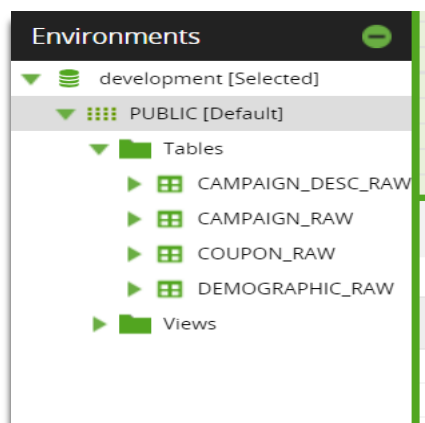 Environments
development [Selected]
PUBLIC [Default]
Tables
CAMPAIGN_DESC_RAW
CAMPAIGN_RAW
COUPON_RAW
DEMOGRAPHIC_RAW
Views